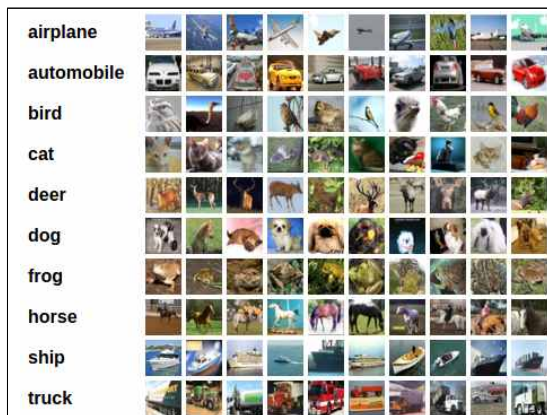 airplane
automobile
bird
cat
deer
dog
frog
horse
ship
truck